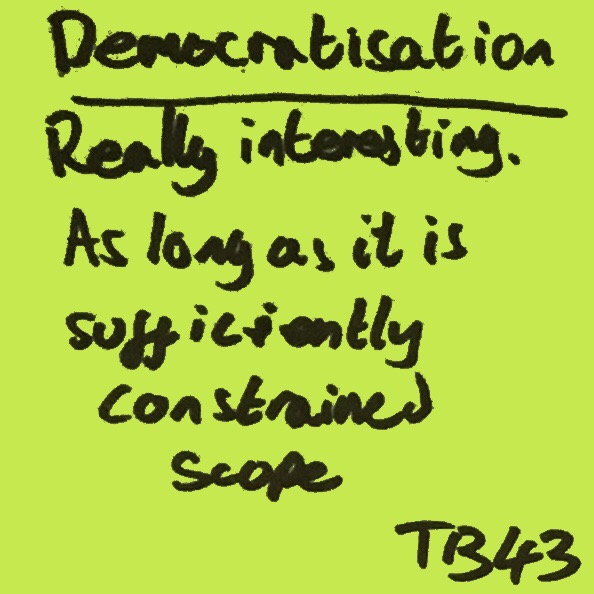 Democratisation
Really interesting.
As long as it is
sufficiently
constrained
scope
TB43